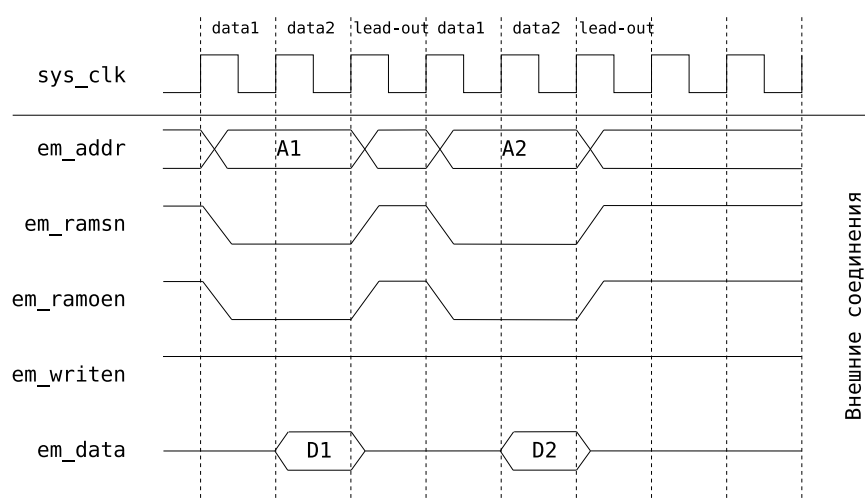 data1 data2 lead-out data1 data2 lead-out
sys_clk
em_addr A1 A2
em_ramsn
em_ramoen
em_writen
em_data D1 D2
Внешние соединения